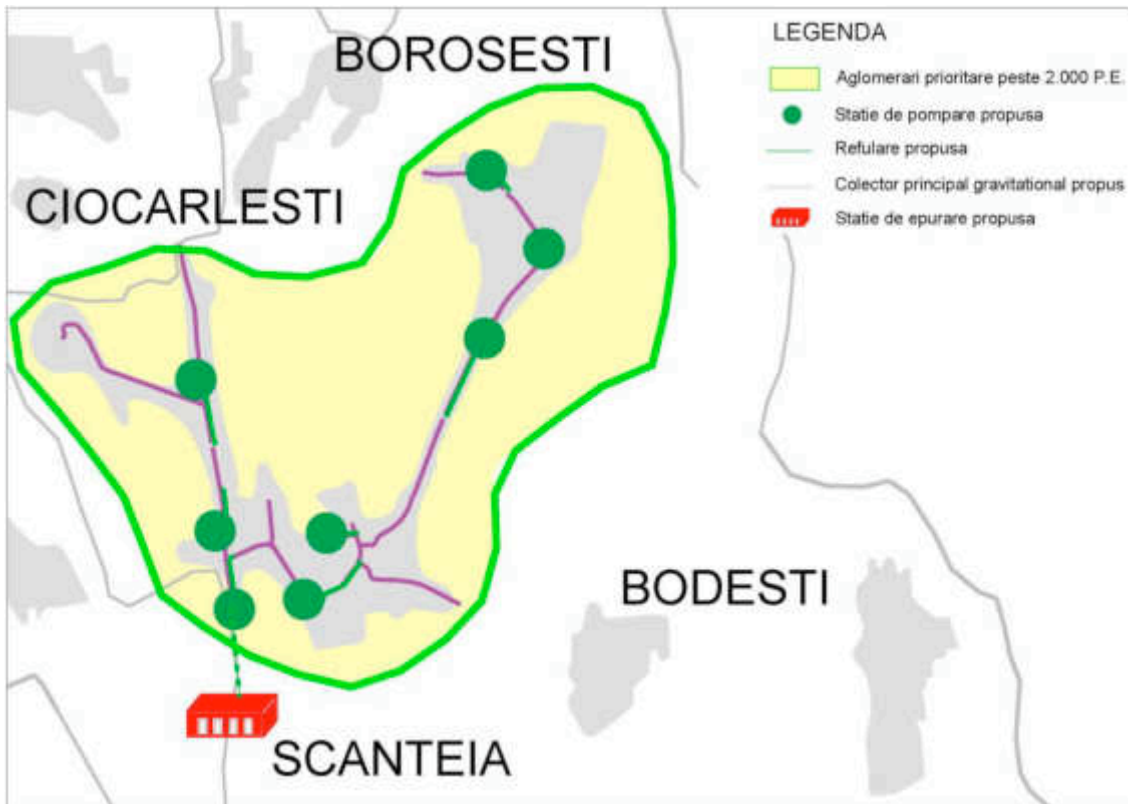 BOROSESTI
CIOCARLESTI
BODESTI
SCANTEIA
LEGENDA
Aglomerari prioritare peste 2.000 P.E.
Statie de pompare propusa
Refulare propusa
Colector principal gravitational propus
Statie de epurare propusa